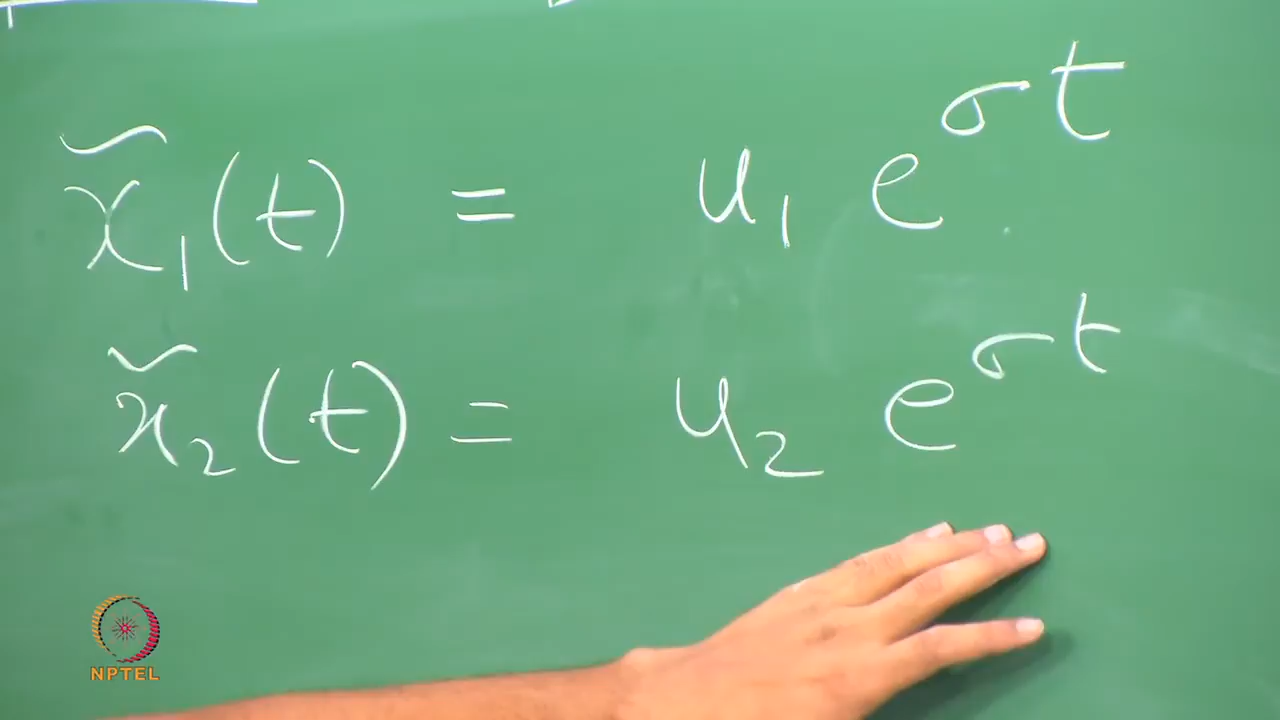 x̃₁(t) = u₁ e^{σt}
x̃₂(t) = u₂ e^{σt}
NPTEL